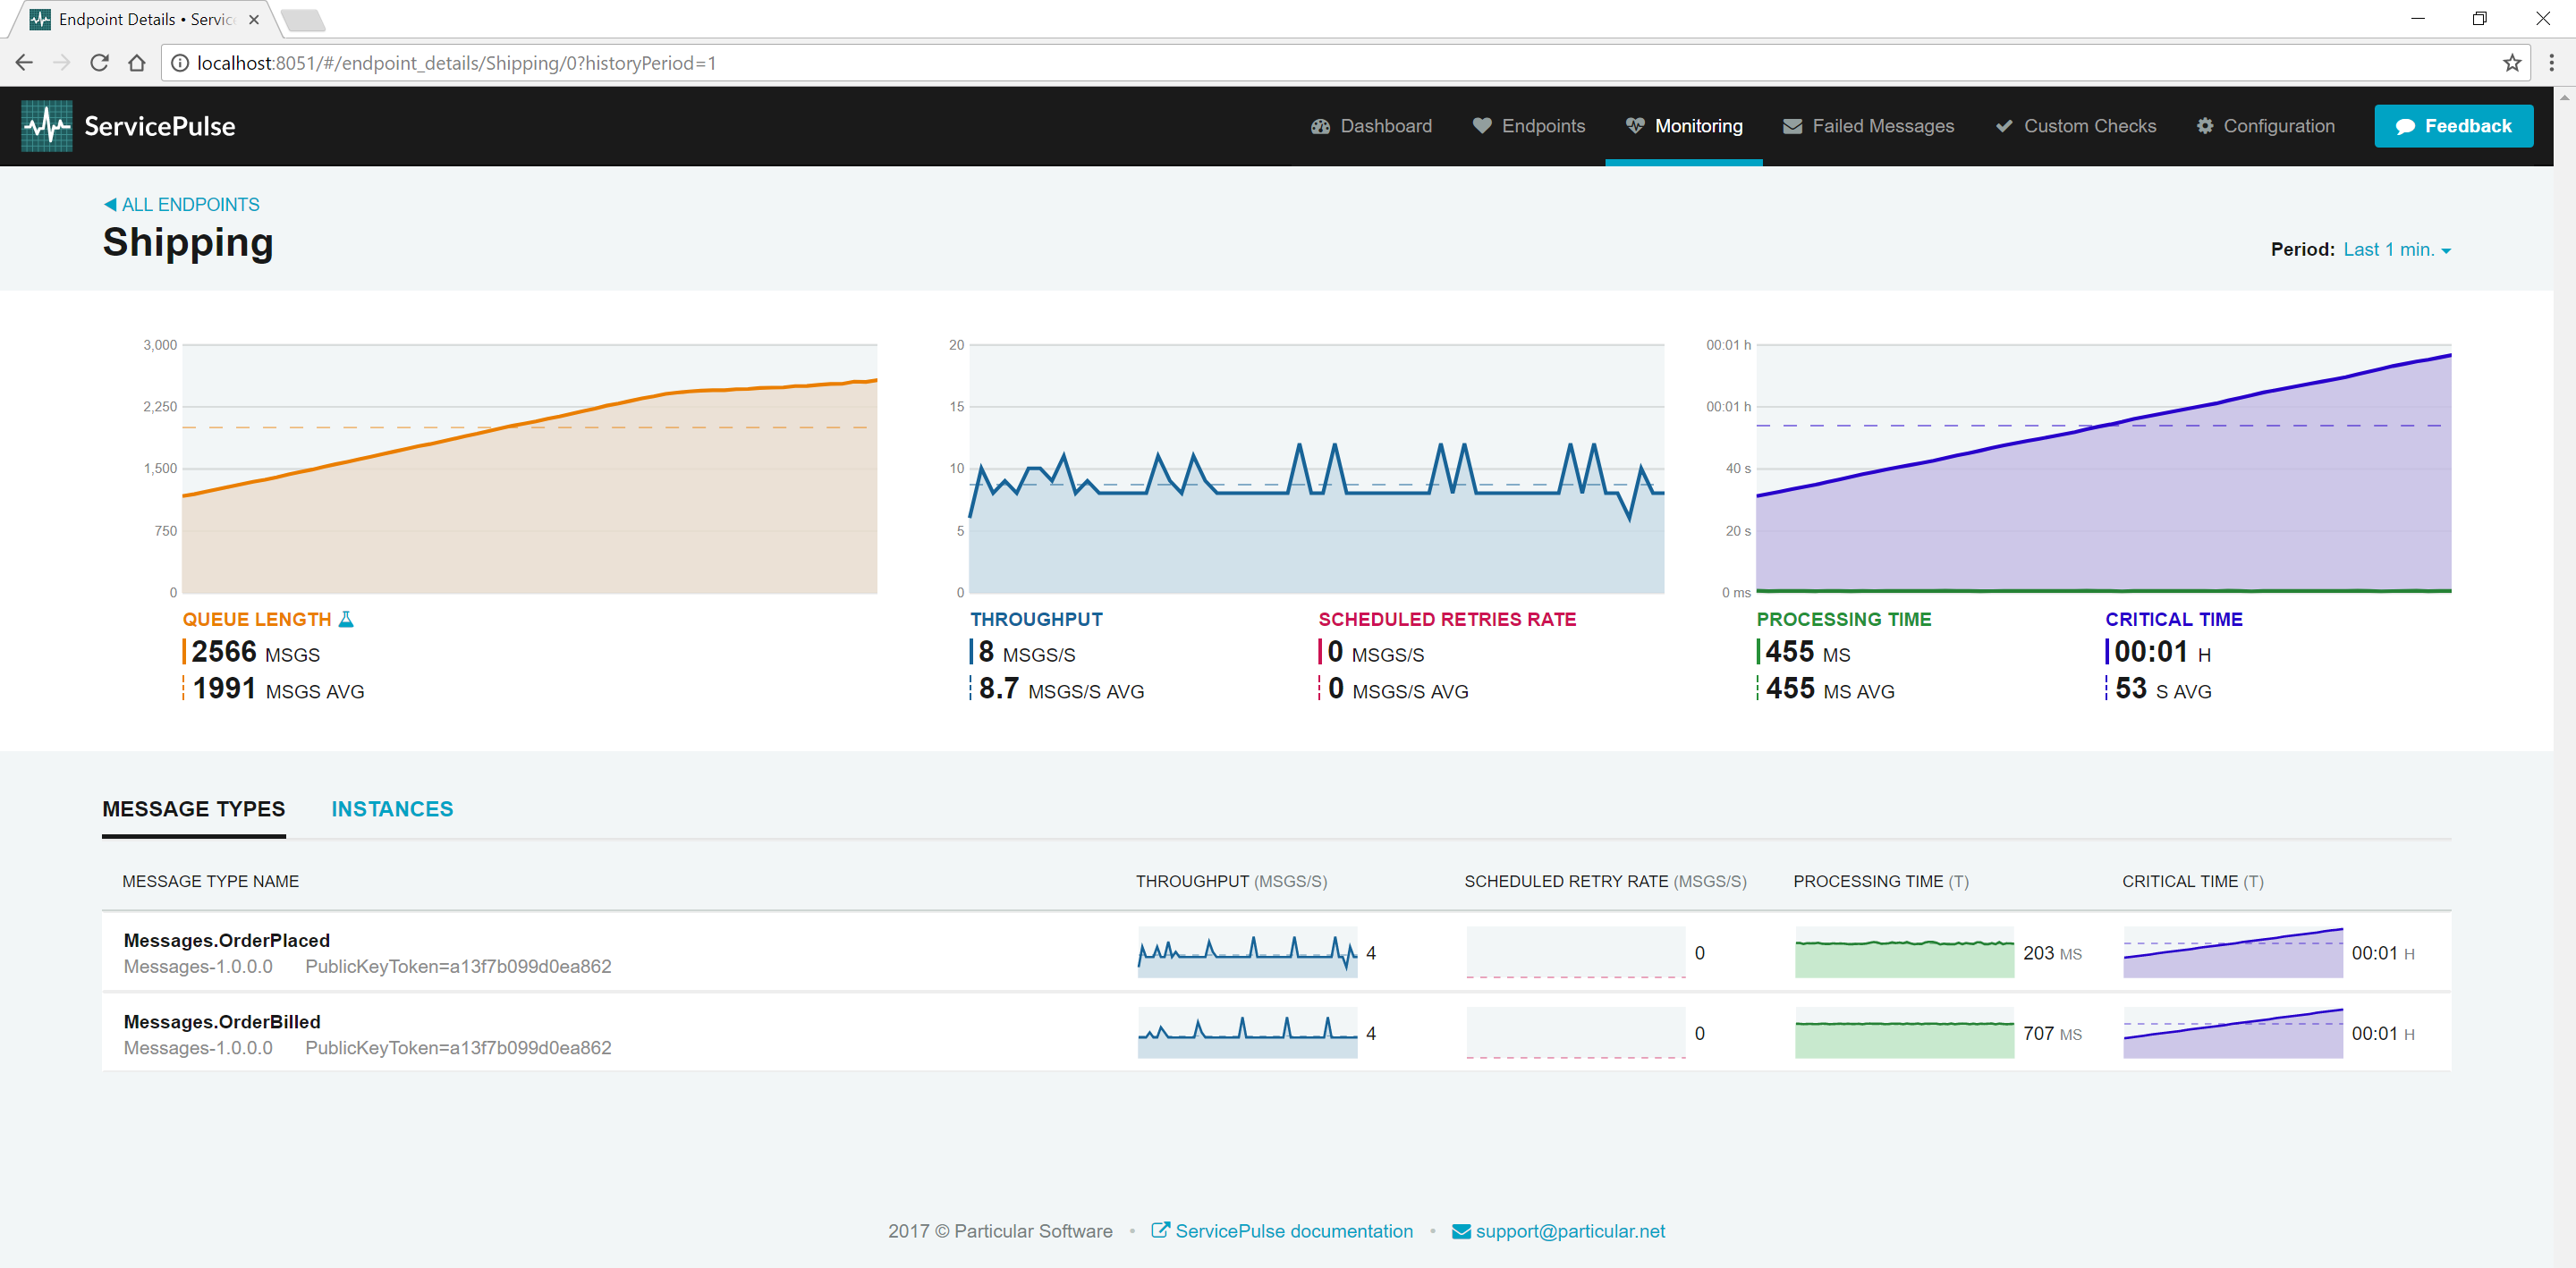 Endpoint Details • Servic
localhost:8051/#/endpoint_details/Shipping/0?historyPeriod=1
ServicePulse
Dashboard Endpoints Monitoring Failed Messages Custom Checks Configuration Feedback
ALL ENDPOINTS
Shipping
Period: Last 1 min.
3,000
2,250
1,500
750
0
20
15
10
5
0
00:01 h
00:01 h
40 s
20 s
0 ms
QUEUE LENGTH
2566 MSGS
1991 MSGS AVG
THROUGHPUT
8 MSGS/S
8.7 MSGS/S AVG
SCHEDULED RETRIES RATE
0 MSGS/S
0 MSGS/S AVG
PROCESSING TIME
455 MS
455 MS AVG
CRITICAL TIME
00:01 H
53 S AVG
MESSAGE TYPES INSTANCES
MESSAGE TYPE NAME THROUGHPUT (MSGS/S) SCHEDULED RETRY RATE (MSGS/S) PROCESSING TIME (T) CRITICAL TIME (T)
Messages.OrderPlaced
Messages-1.0.0.0 PublicKeyToken=a13f7b099d0ea862
4 0 203 MS 00:01 H
Messages.OrderBilled
Messages-1.0.0.0 PublicKeyToken=a13f7b099d0ea862
4 0 707 MS 00:01 H
2017 © Particular Software • ServicePulse documentation • support@particular.net